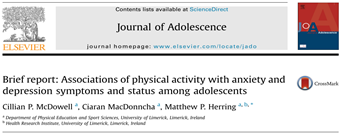 Contents lists available at ScienceDirect
Journal of Adolescence
ELSEVIER
journal homepage: www.elsevier.com/locate/jado
Brief report: Associations of physical activity with anxiety and
depression symptoms and status among adolescents
CrossMark
Cillian P. McDowell a, Ciaran MacDonncha a, Matthew P. Herring a, b, *
a Department of Physical Education and Sport Sciences, University of Limerick, Limerick, Ireland
b Health Research Institute, University of Limerick, Limerick, Ireland